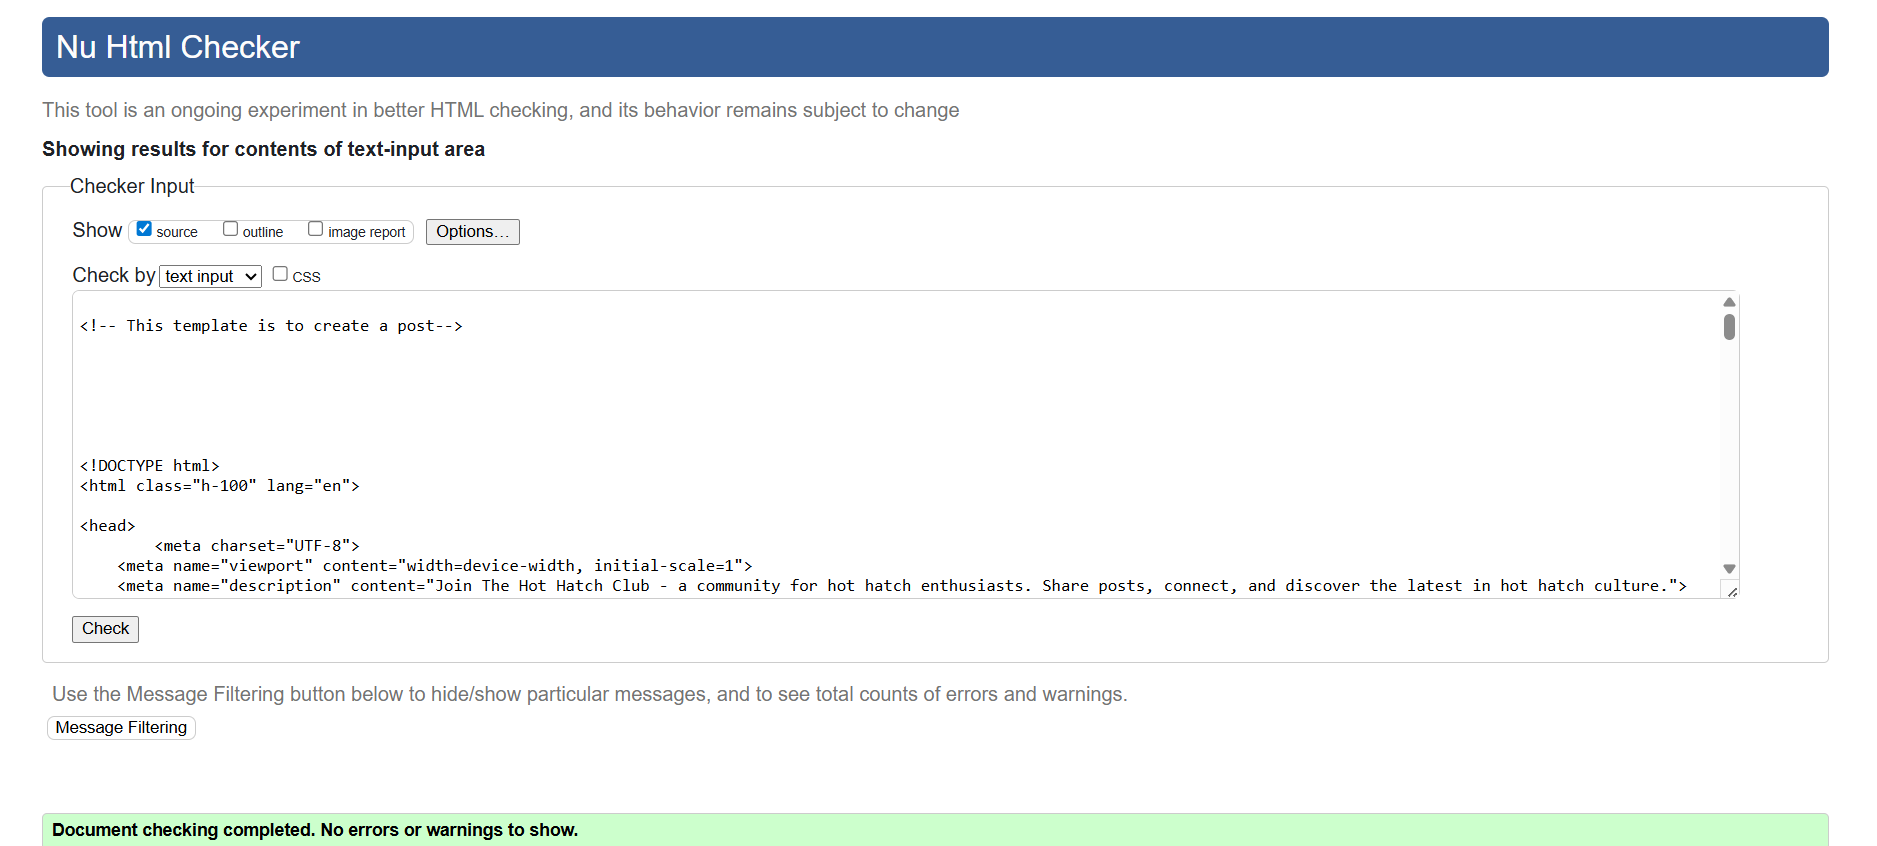 Nu Html Checker
This tool is an ongoing experiment in better HTML checking, and its behavior remains subject to change
Showing results for contents of text-input area
Checker Input
Show source outline image report Options...
Check by text input CSS
<!-- This template is to create a post-->
<!DOCTYPE html>
<html class="h-100" lang="en">
<head>
<meta charset="UTF-8">
<meta name="viewport" content="width=device-width, initial-scale=1">
<meta name="description" content="Join The Hot Hatch Club - a community for hot hatch enthusiasts. Share posts, connect, and discover the latest in hot hatch culture.">
Check
Use the Message Filtering button below to hide/show particular messages, and to see total counts of errors and warnings.
Message Filtering
Document checking completed. No errors or warnings to show.